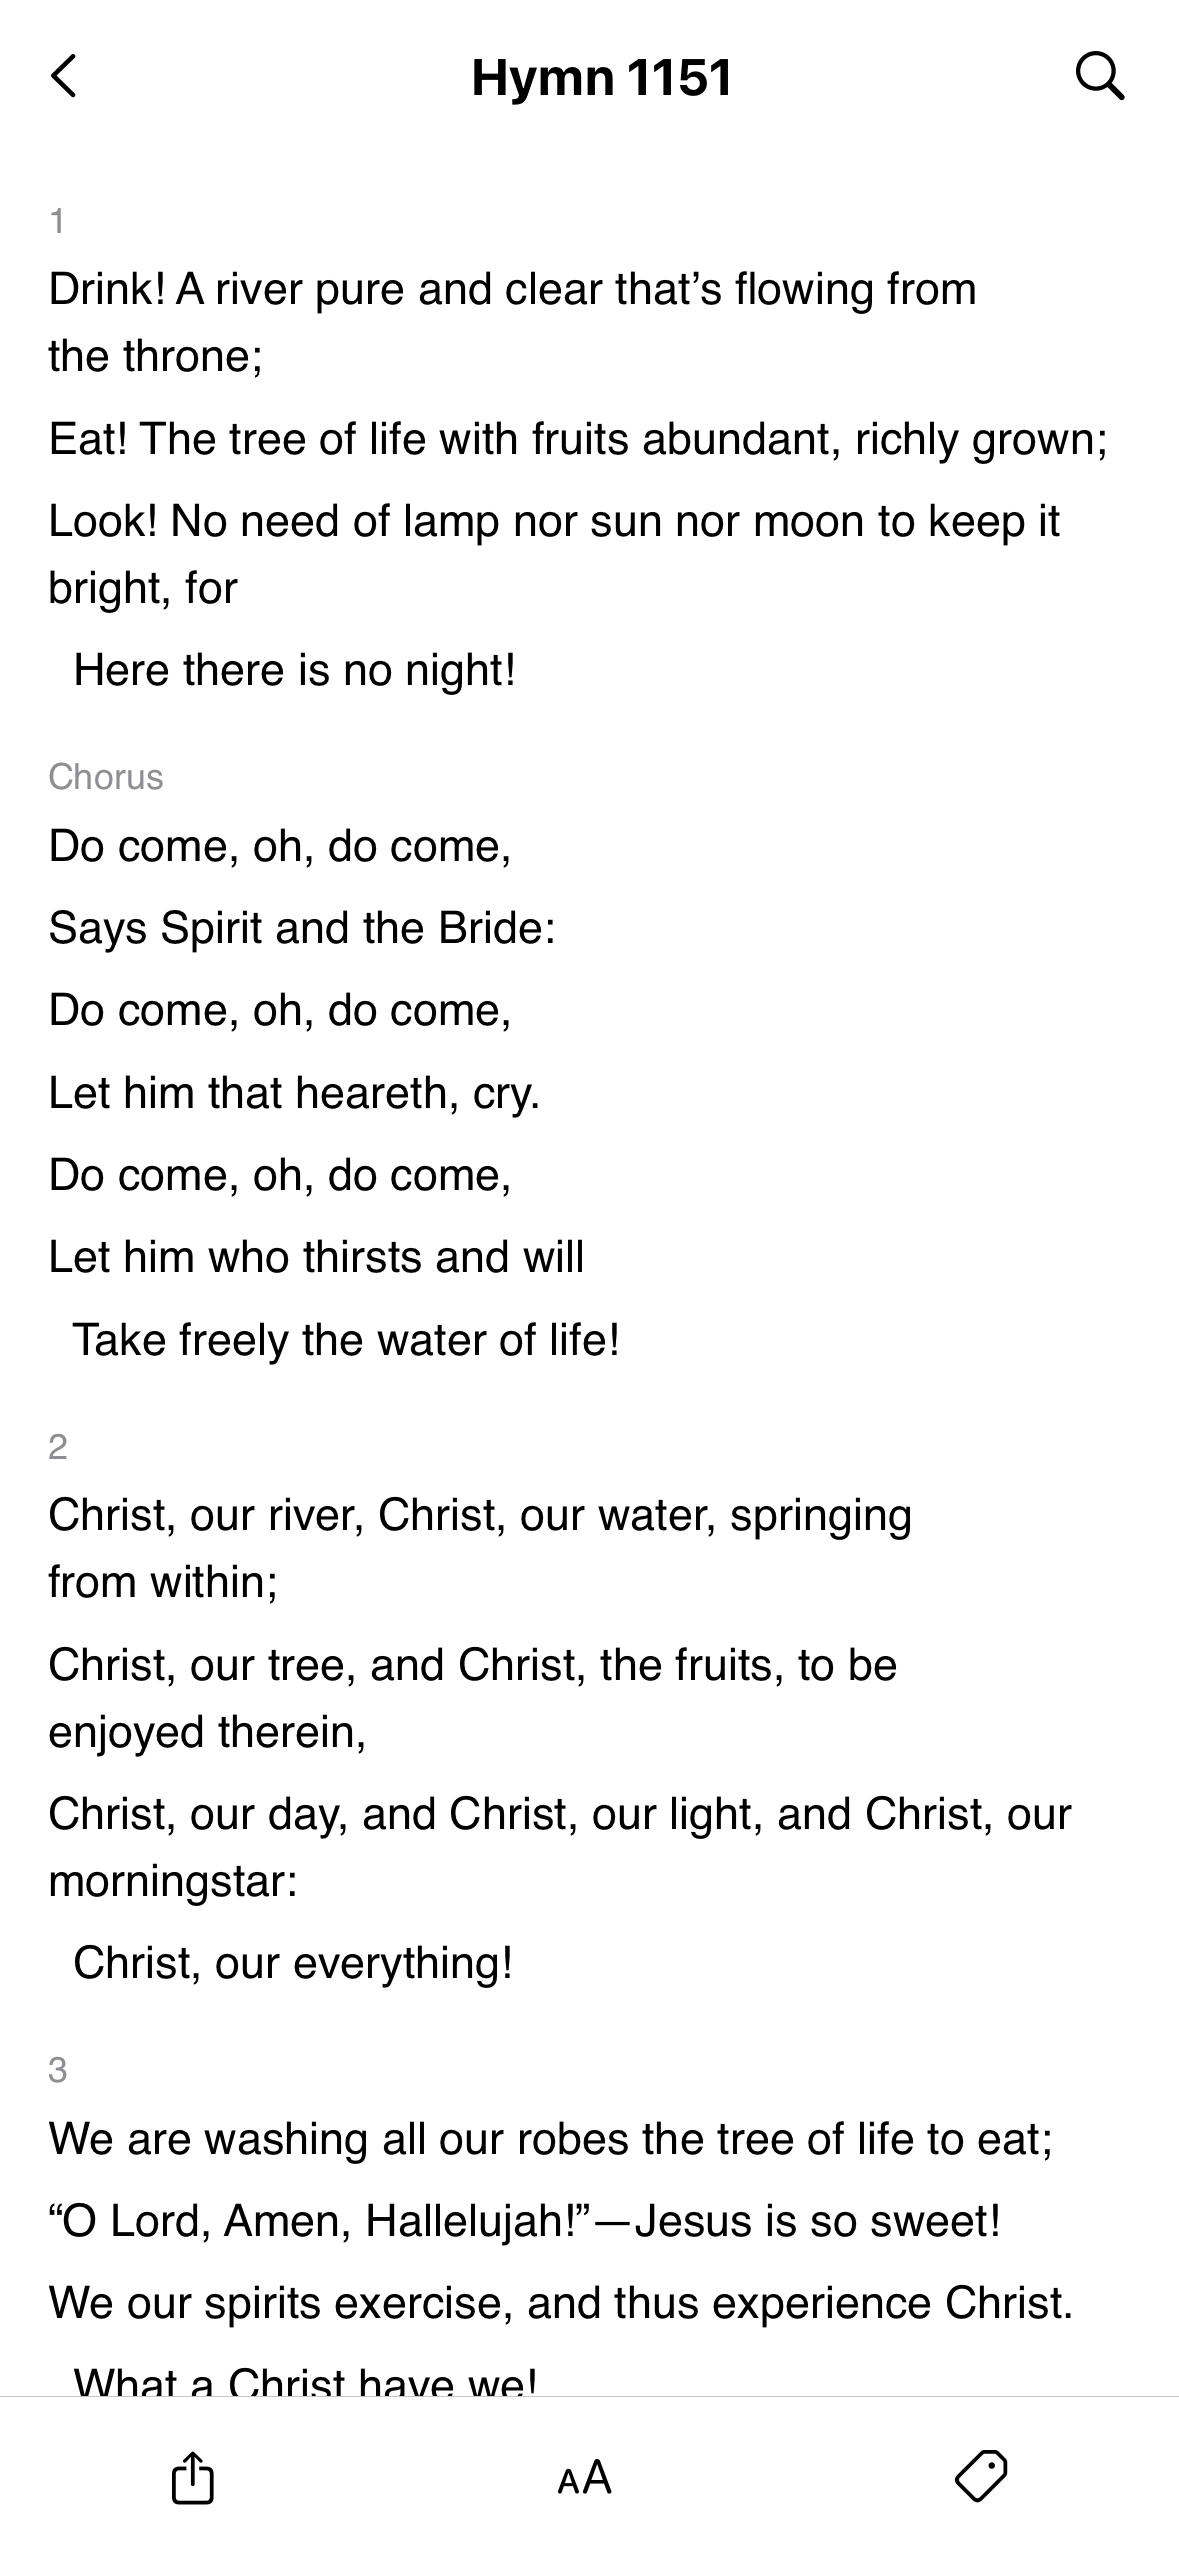 Hymn 1151
1
Drink! A river pure and clear that’s flowing from
the throne;
Eat! The tree of life with fruits abundant, richly grown;
Look! No need of lamp nor sun nor moon to keep it
bright, for
Here there is no night!
Chorus
Do come, oh, do come,
Says Spirit and the Bride:
Do come, oh, do come,
Let him that heareth, cry.
Do come, oh, do come,
Let him who thirsts and will
Take freely the water of life!
2
Christ, our river, Christ, our water, springing
from within;
Christ, our tree, and Christ, the fruits, to be
enjoyed therein,
Christ, our day, and Christ, our light, and Christ, our
morningstar:
Christ, our everything!
3
We are washing all our robes the tree of life to eat;
“O Lord, Amen, Hallelujah!”—Jesus is so sweet!
We our spirits exercise, and thus experience Christ.
What a Christ have we!
AA